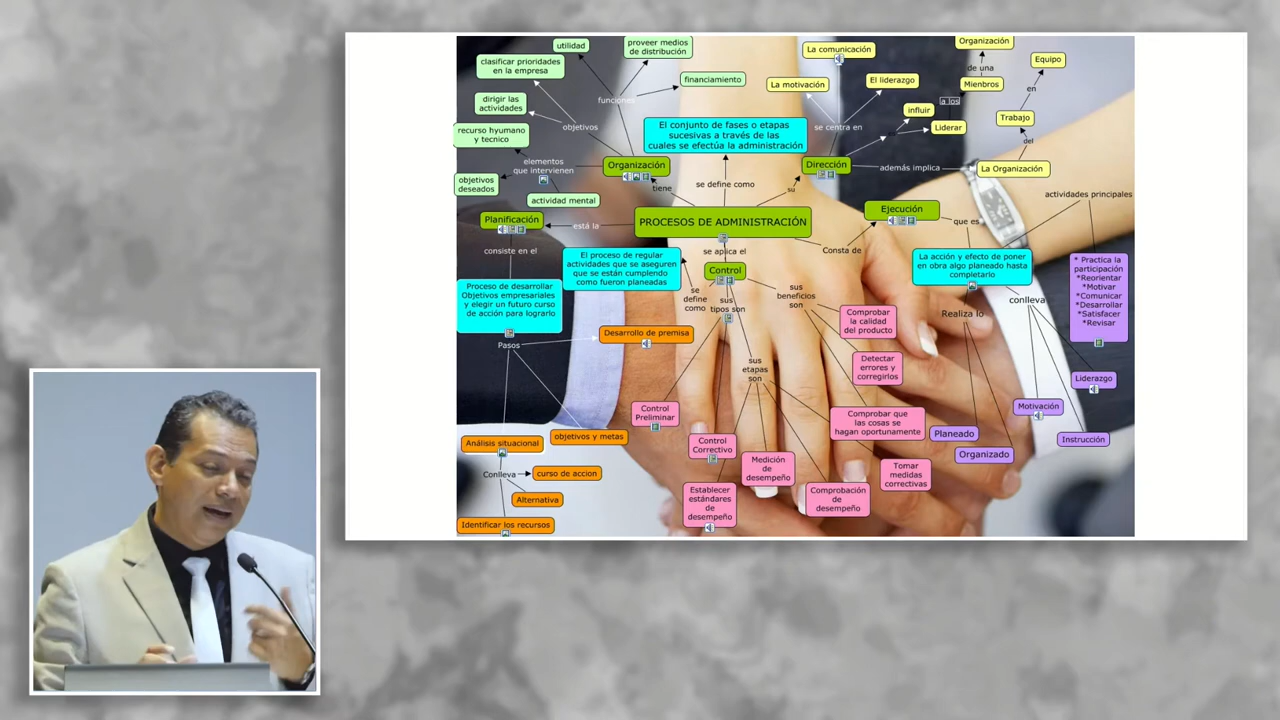 utilidad
proveer medios
de distribución
clasificar prioridades
en la empresa
funciones
financiamiento
dirigir las
actividades
objetivos
recurso hyumano
y tecnico
elementos
que intervienen
objetivos
deseados
actividad mental
Organización
tiene
El conjunto de fases o etapas
sucesivas a través de las
cuales se efectúa la administración
se define como
La comunicación
La motivación
El liderazgo
se centra en
Dirección
su
influir
Liderar
a los
Mienbros
de una
Organización
Equipo
en
Trabajo
del
La Organización
además implica
PROCESOS DE ADMINISTRACIÓN
Planificación
está la
consiste en el
Proceso de desarrollar
Objetivos empresariales
y elegir un futuro curso
de acción para lograrlo
Pasos
Desarrollo de premisa
objetivos y metas
Análisis situacional
Conlleva
curso de accion
Alternativa
Identificar los recursos
se aplica el
Control
El proceso de regular
actividades que se aseguren
que se están cumplendo
como fueron planeadas
se
define
como
sus
tipos son
Control
Preliminar
Control
Correctivo
sus
etapas
son
Establecer
estándares
de
desempeño
Medición
de
desempeño
Comprobación
de
desempeño
Tomar
medidas
correctivas
sus
beneficios
son
Comprobar
la calidad
del producto
Detectar
errores y
corregirlos
Comprobar que
las cosas se
hagan oportunamente
Consta de
Ejecución
que es
La acción y efecto de poner
en obra algo planeado hasta
completarlo
Realiza lo
Planeado
Organizado
conlleva
Liderazgo
Motivación
Instrucción
actividades principales
* Practica la
participación
*Reorientar
*Motivar
*Comunicar
*Desarrollar
*Satisfacer
*Revisar